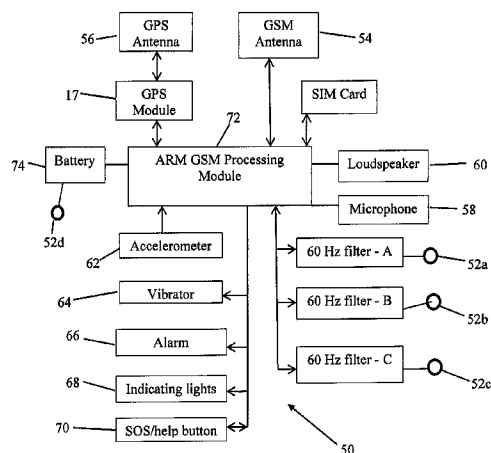 56
GPS
Antenna
GSM
Antenna
54
17
GPS
Module
72
SIM Card
74
Battery
ARM GSM Processing
Module
Loudspeaker
60
Microphone
58
52d
62
Accelerometer
60 Hz filter - A
52a
64
Vibrator
60 Hz filter - B
52b
66
Alarm
68
Indicating lights
60 Hz filter - C
52c
70
SOS/help button
50